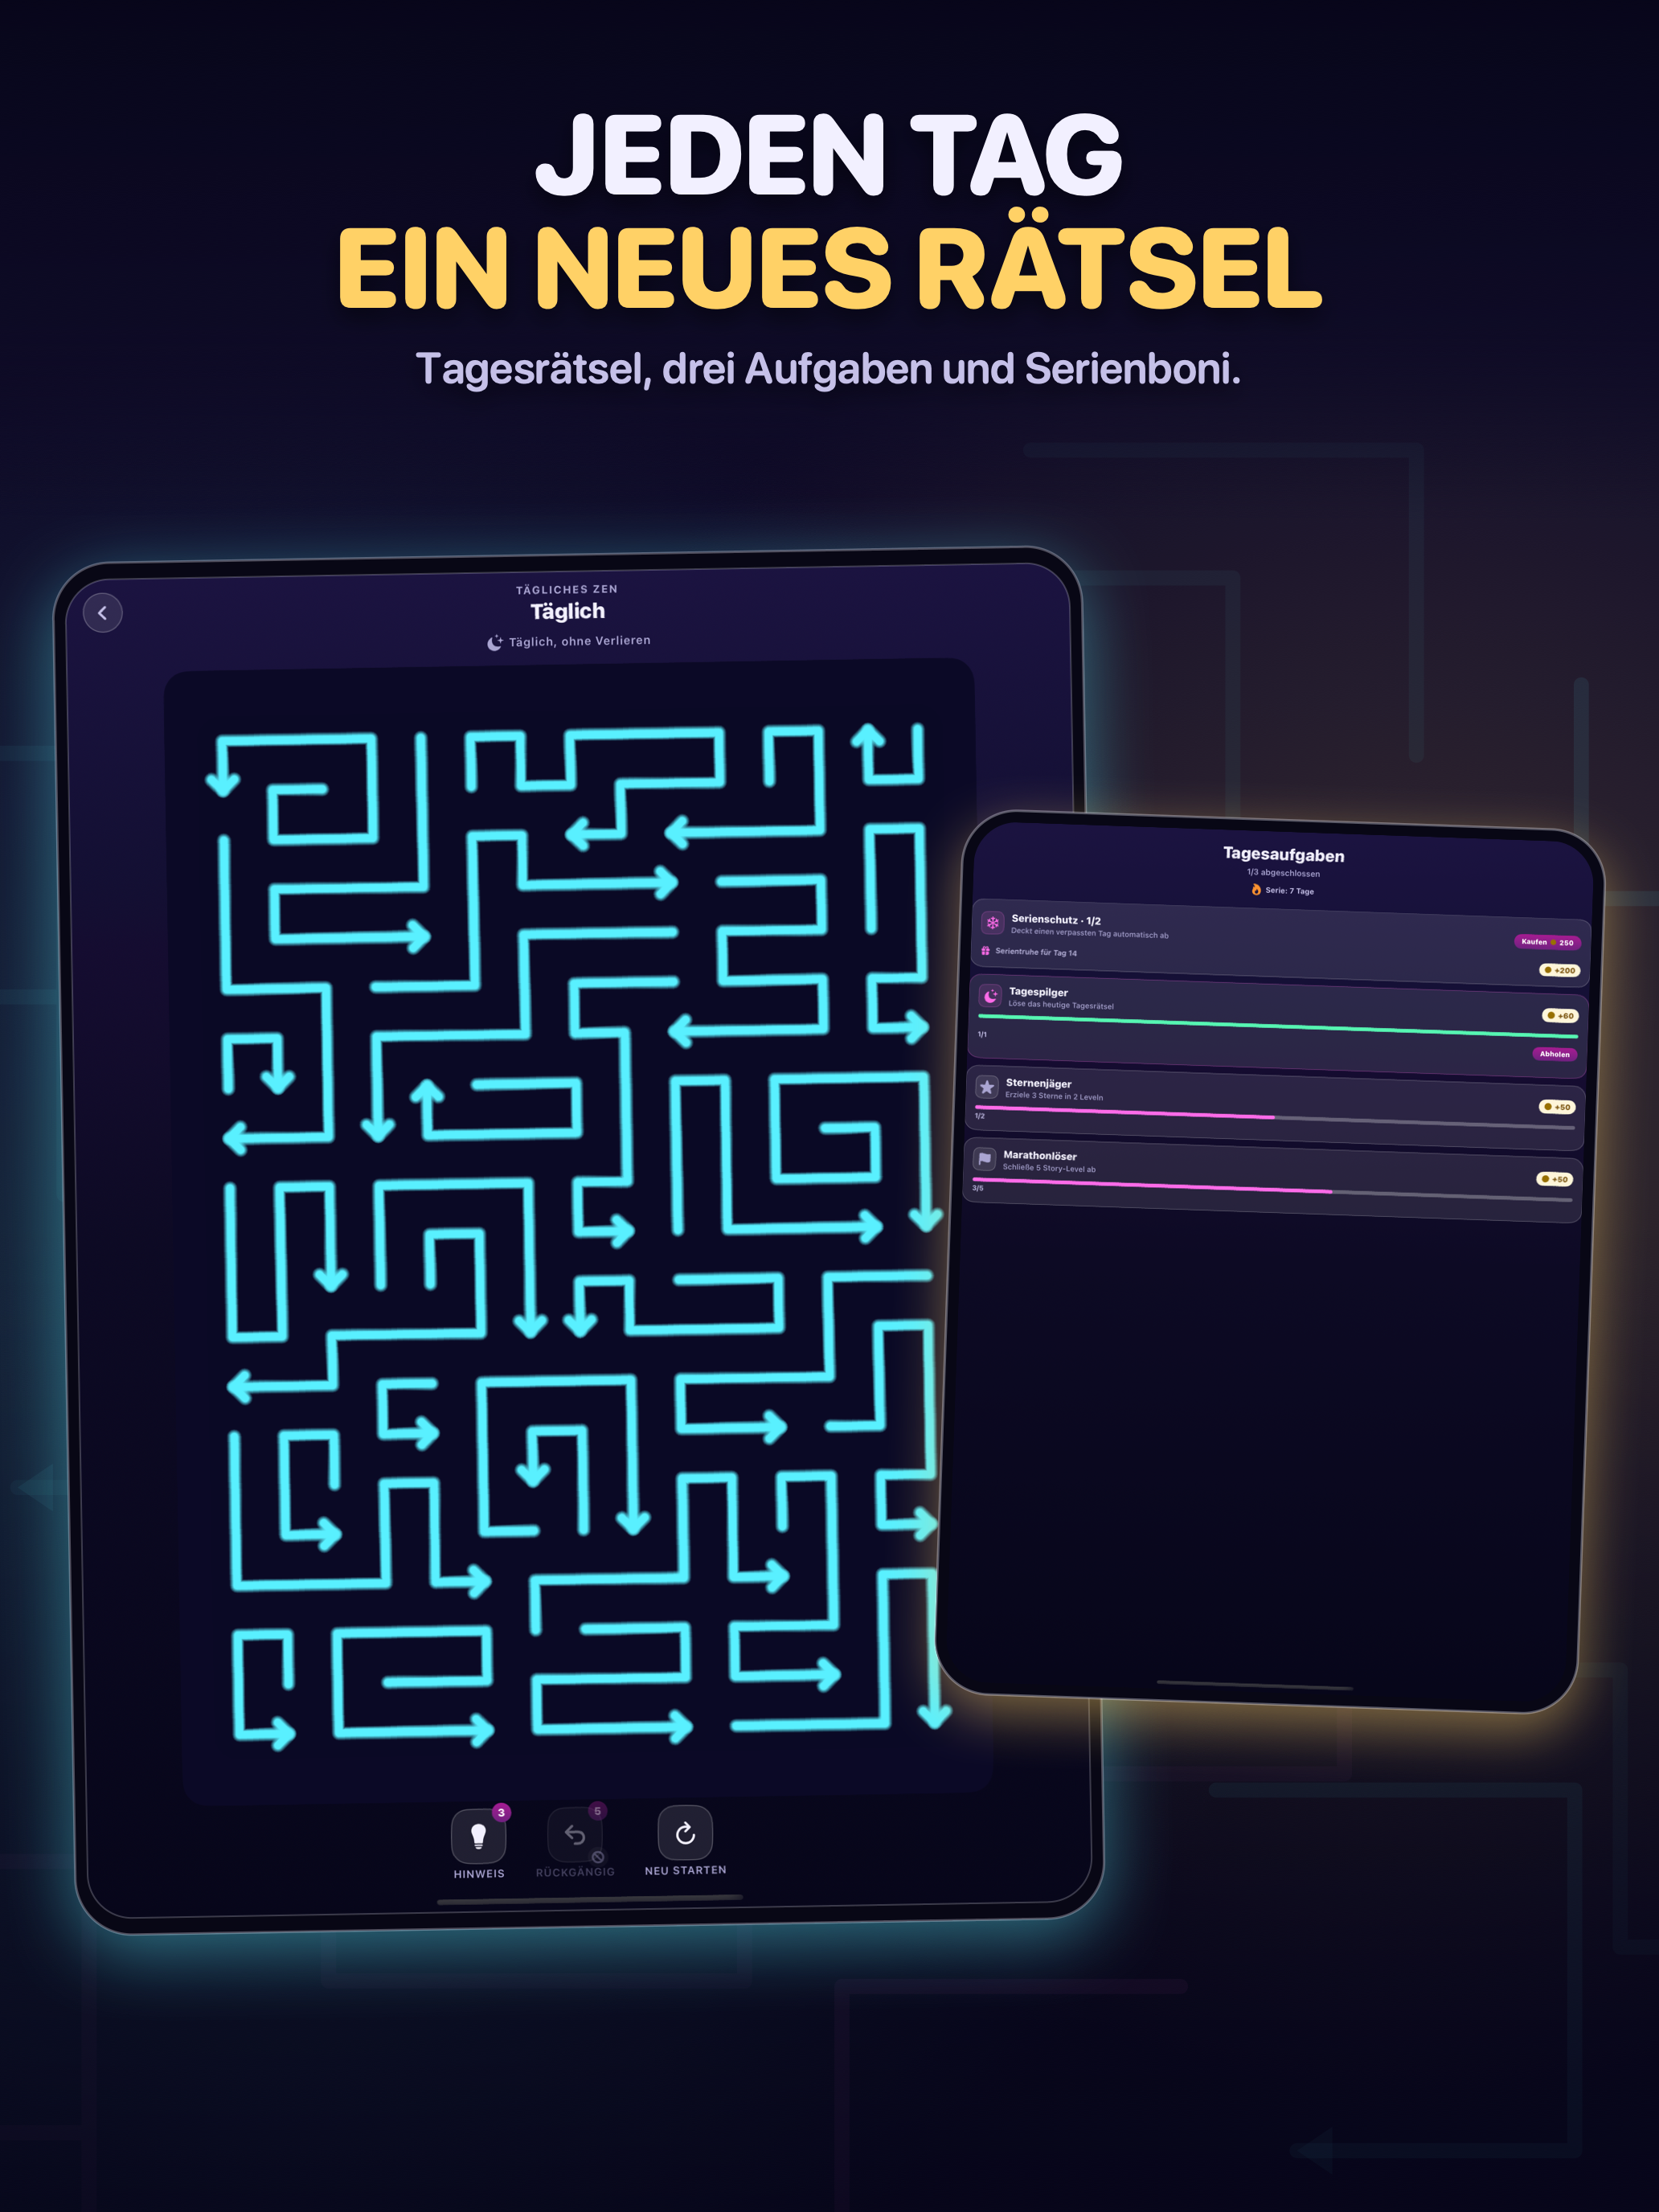 JEDEN TAG
EIN NEUES RÄTSEL
Tagesrätsel, drei Aufgaben und Serienboni.
TÄGLICHES ZEN
Täglich
Täglich, ohne Verlieren
Tagesaufgaben
1/3 abgeschlossen
Serie: 7 Tage
Serienschutz · 1/2
Deckt einen verpassten Tag automatisch ab
Kaufen 250
Serientruhe für Tag 14
+200
Tagespilger
Löse das heutige Tagesrätsel
+60
1/1
Abholen
Sternenjäger
Erziele 3 Sterne in 2 Leveln
+50
1/2
Marathonlöser
Schließe 5 Story-Level ab
+50
3/5
3
5
HINWEIS
RÜCKGÄNGIG
NEU STARTEN